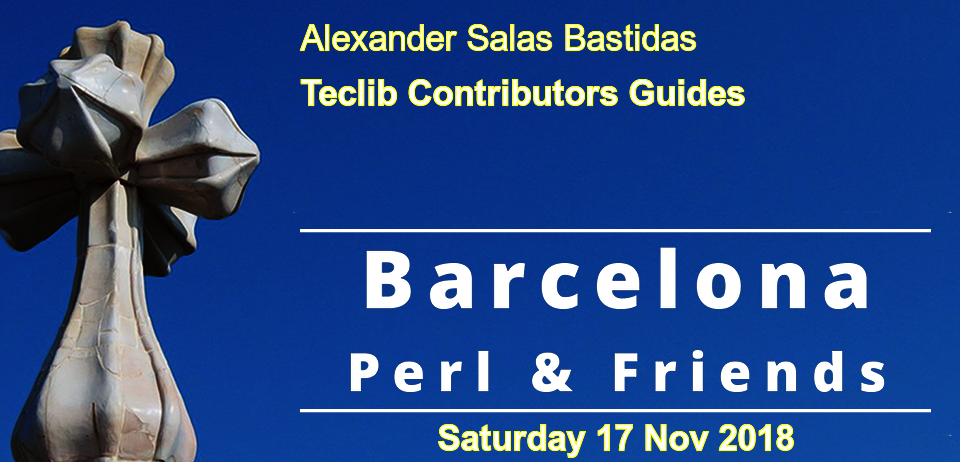 Alexander Salas Bastidas
Teclib Contributors Guides
Barcelona
Perl & Friends
Saturday 17 Nov 2018